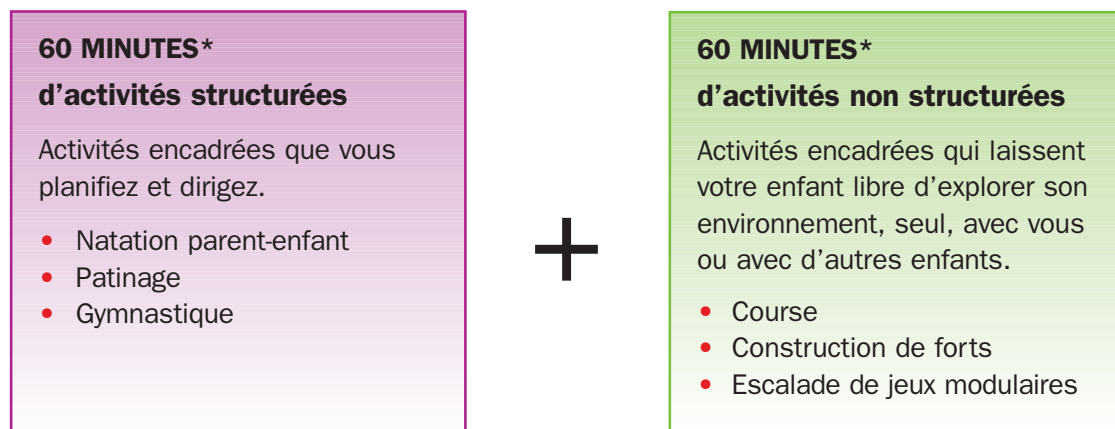 60 MINUTES*
d’activités structurées
Activités encadrées que vous
planifiez et dirigez.
• Natation parent-enfant
• Patinage
• Gymnastique
+
60 MINUTES*
d’activités non structurées
Activités encadrées qui laissent
votre enfant libre d’explorer son
environnement, seul, avec vous
ou avec d’autres enfants.
• Course
• Construction de forts
• Escalade de jeux modulaires